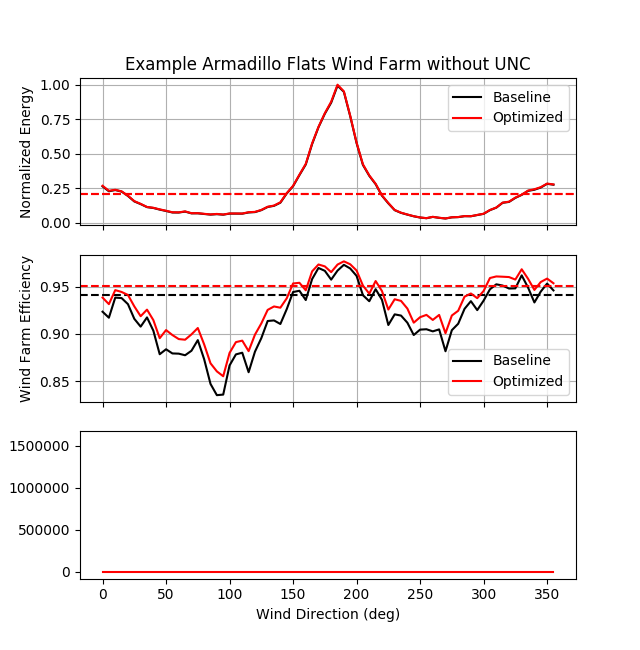 Example Armadillo Flats Wind Farm without UNC
Normalized Energy
1.00
0.75
0.50
0.25
0.00
Baseline
Optimized
Wind Farm Efficiency
0.95
0.90
0.85
Baseline
Optimized
1500000
1000000
500000
0
0 50 100 150 200 250 300 350
Wind Direction (deg)